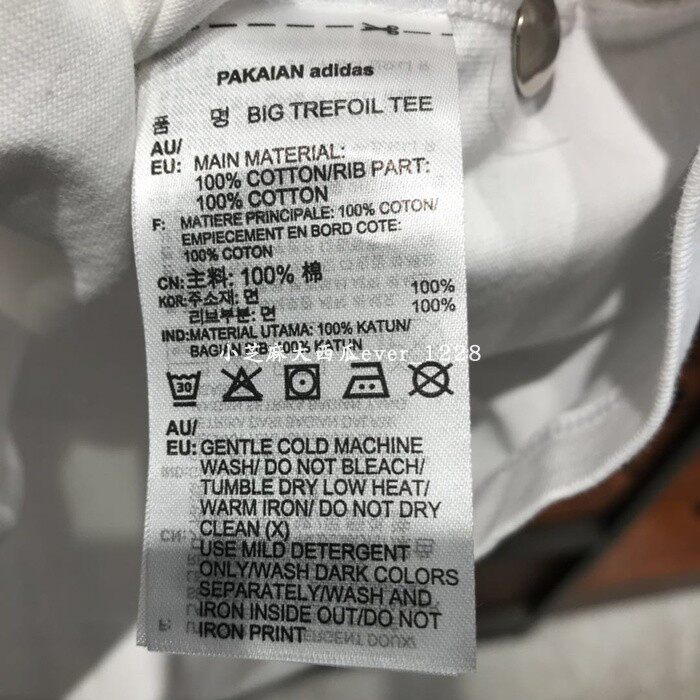 PAKAIAN adidas
품 명 BIG TREFOIL TEE
AU/
EU: MAIN MATERIAL:
100% COTTON/RIB PART:
100% COTTON
F: MATIERE PRINCIPALE: 100% COTON/
EMPIECEMENT EN BORD COTE:
100% COTON
CN: 主料: 100% 棉
KOR: 주소재: 면 100%
리브부분: 면 100%
IND: MATERIAL UTAMA: 100% KATUN/
BAGIAN RIB: 100% KATUN
小芝麻大西瓜ever_1228
30
AU/
EU: GENTLE COLD MACHINE
WASH/ DO NOT BLEACH/
TUMBLE DRY LOW HEAT/
WARM IRON/ DO NOT DRY
CLEAN (X)
USE MILD DETERGENT
ONLY/WASH DARK COLORS
SEPARATELY/WASH AND
IRON INSIDE OUT/DO NOT
IRON PRINT